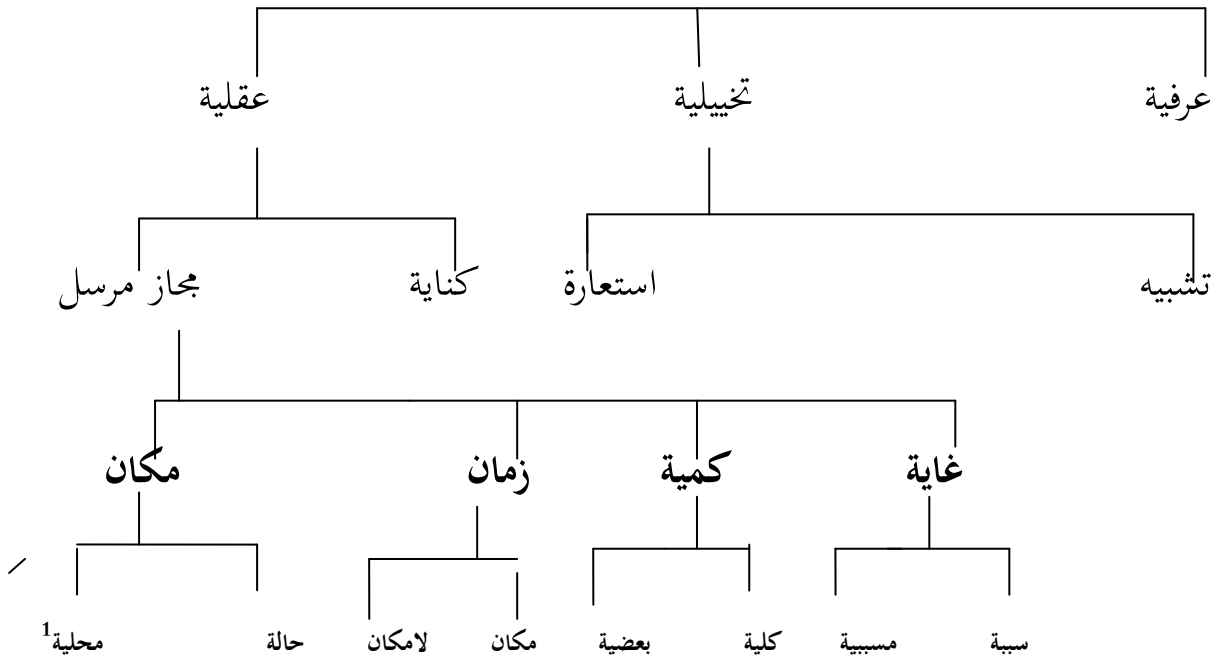 عرفية تخييلية عقلية
تشبيه استعارة كناية مجاز مرسل
غاية كمية زمان مكان
سببة مسببية كلية بعضية مكان لامكان حالة محلية1